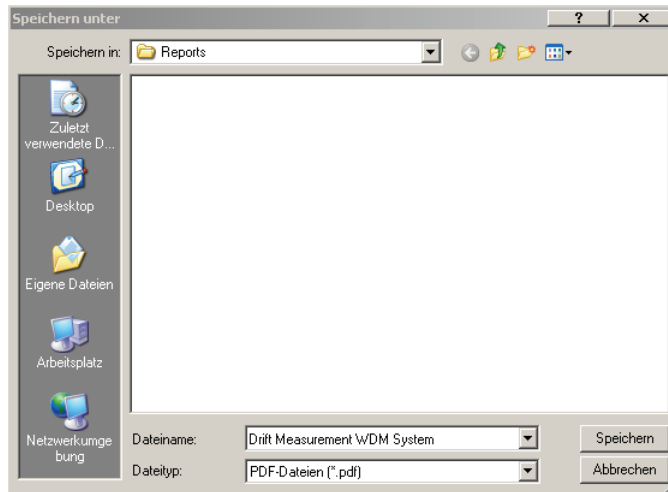 Speichern unter
Speichern in:
Reports
Zuletzt
verwendete D...
Desktop
Eigene Dateien
Arbeitsplatz
Netzwerkumge
bung
Dateiname:
Drift Measurement WDM System
Speichern
Dateityp:
PDF-Dateien (*.pdf)
Abbrechen